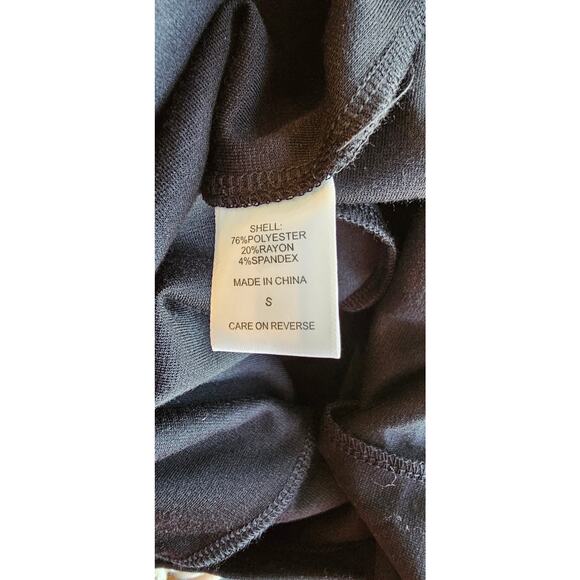 SHELL:
76%POLYESTER
20%RAYON
4%SPANDEX
MADE IN CHINA
S
CARE ON REVERSE